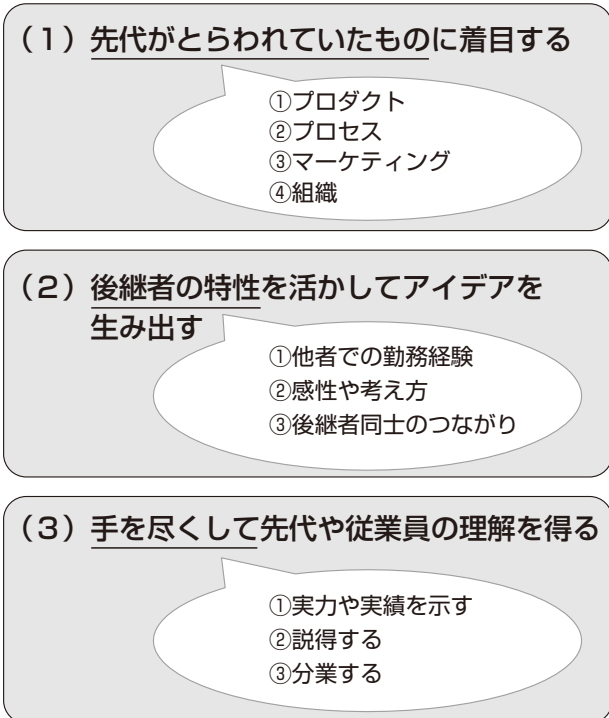 （１）先代がとらわれていたものに着目する
①プロダクト
②プロセス
③マーケティング
④組織
（２）後継者の特性を活かしてアイデアを
生み出す
①他者での勤務経験
②感性や考え方
③後継者同士のつながり
（３）手を尽くして先代や従業員の理解を得る
①実力や実績を示す
②説得する
③分業する